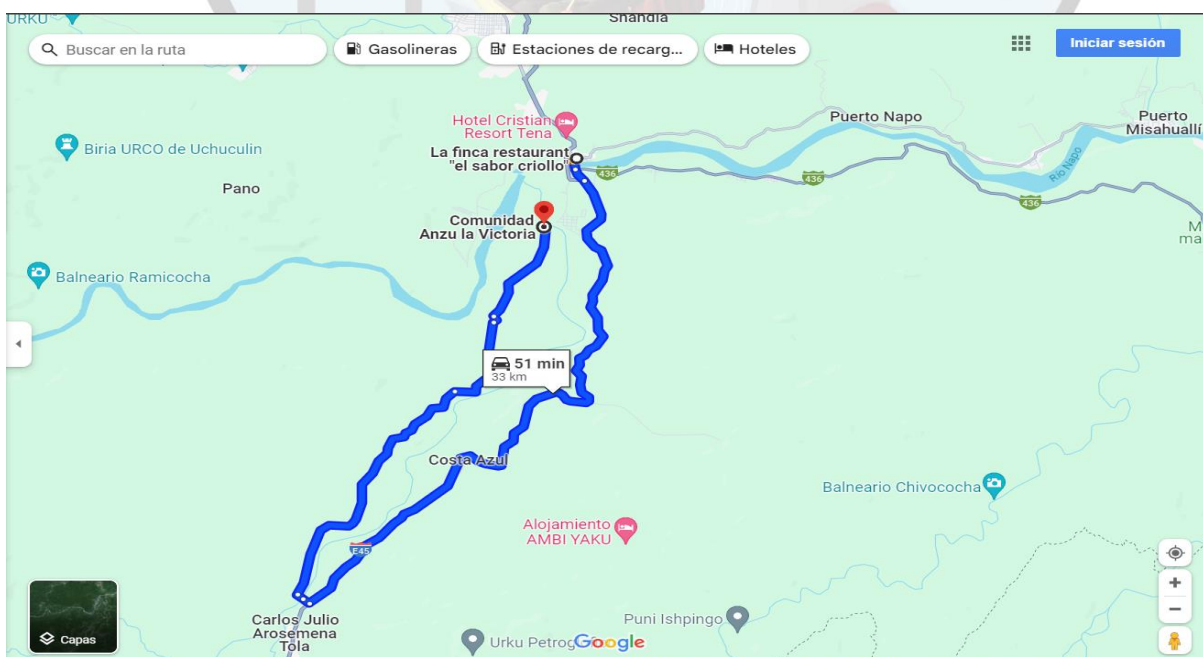 URKU
Shandia
Buscar en la ruta
Gasolineras
Estaciones de recarg...
Hoteles
Iniciar sesión
Hotel Cristian
Resort Tena
Puerto Napo
Puerto
Misahuallí
Biria URCO de Uchuculin
La finca restaurant
"el sabor criollo"
436
436
436
Río Napo
Pano
Comunidad
Anzu la Victoria
M
ma
Balneario Ramicocha
51 min
33 km
Costa Azul
Balneario Chivococha
Alojamiento
AMBI YAKU
E45
Carlos Julio
Arosemena
Tola
Puni Ishpingo
Capas
Urku Petrog
Google